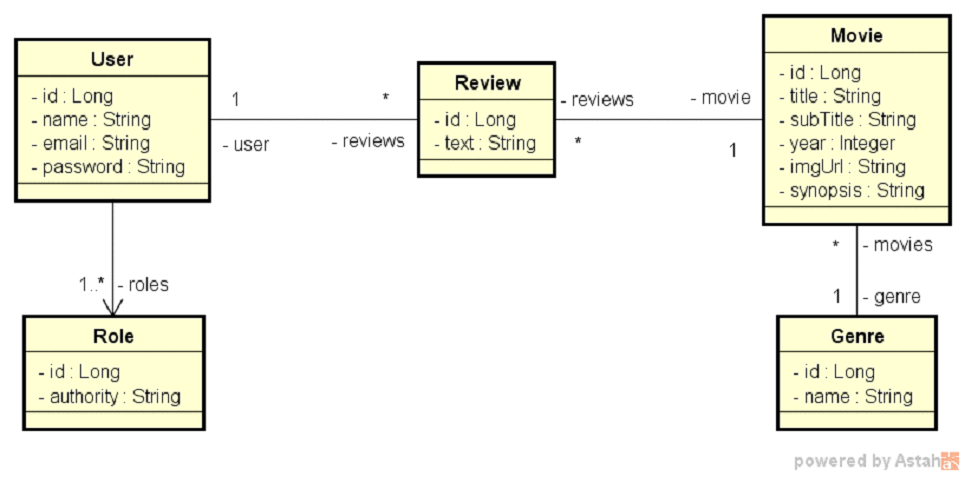 User
- id : Long
- name : String
- email : String
- password : String
1
*
- user
- reviews
Review
- id : Long
- text : String
- reviews
- movie
*
1
Movie
- id : Long
- title : String
- subTitle : String
- year : Integer
- imgUrl : String
- synopsis : String
* - movies
1 - genre
1..* - roles
Role
- id : Long
- authority : String
Genre
- id : Long
- name : String
powered by Astah